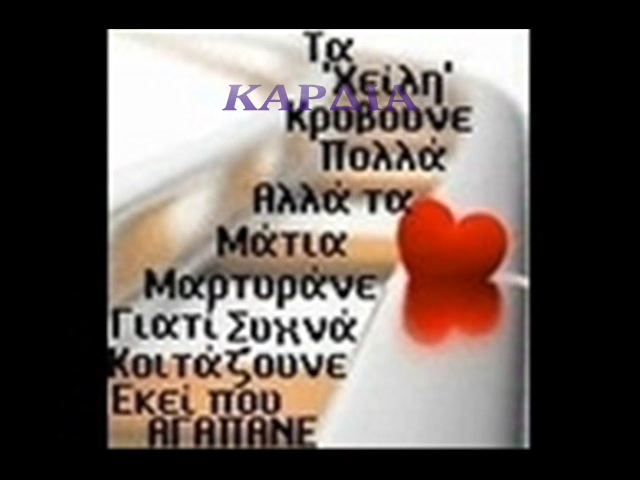 Τα
'Χείλη'
ΚΑΡΔΙΑ
Κρύβουνε
Πολλά
Αλλά τα
Μάτια
Μαρτυράνε
Γιατί Συχνά
Κοιτάζουνε
Εκεί που
ΑΓΑΠΑΝΕ